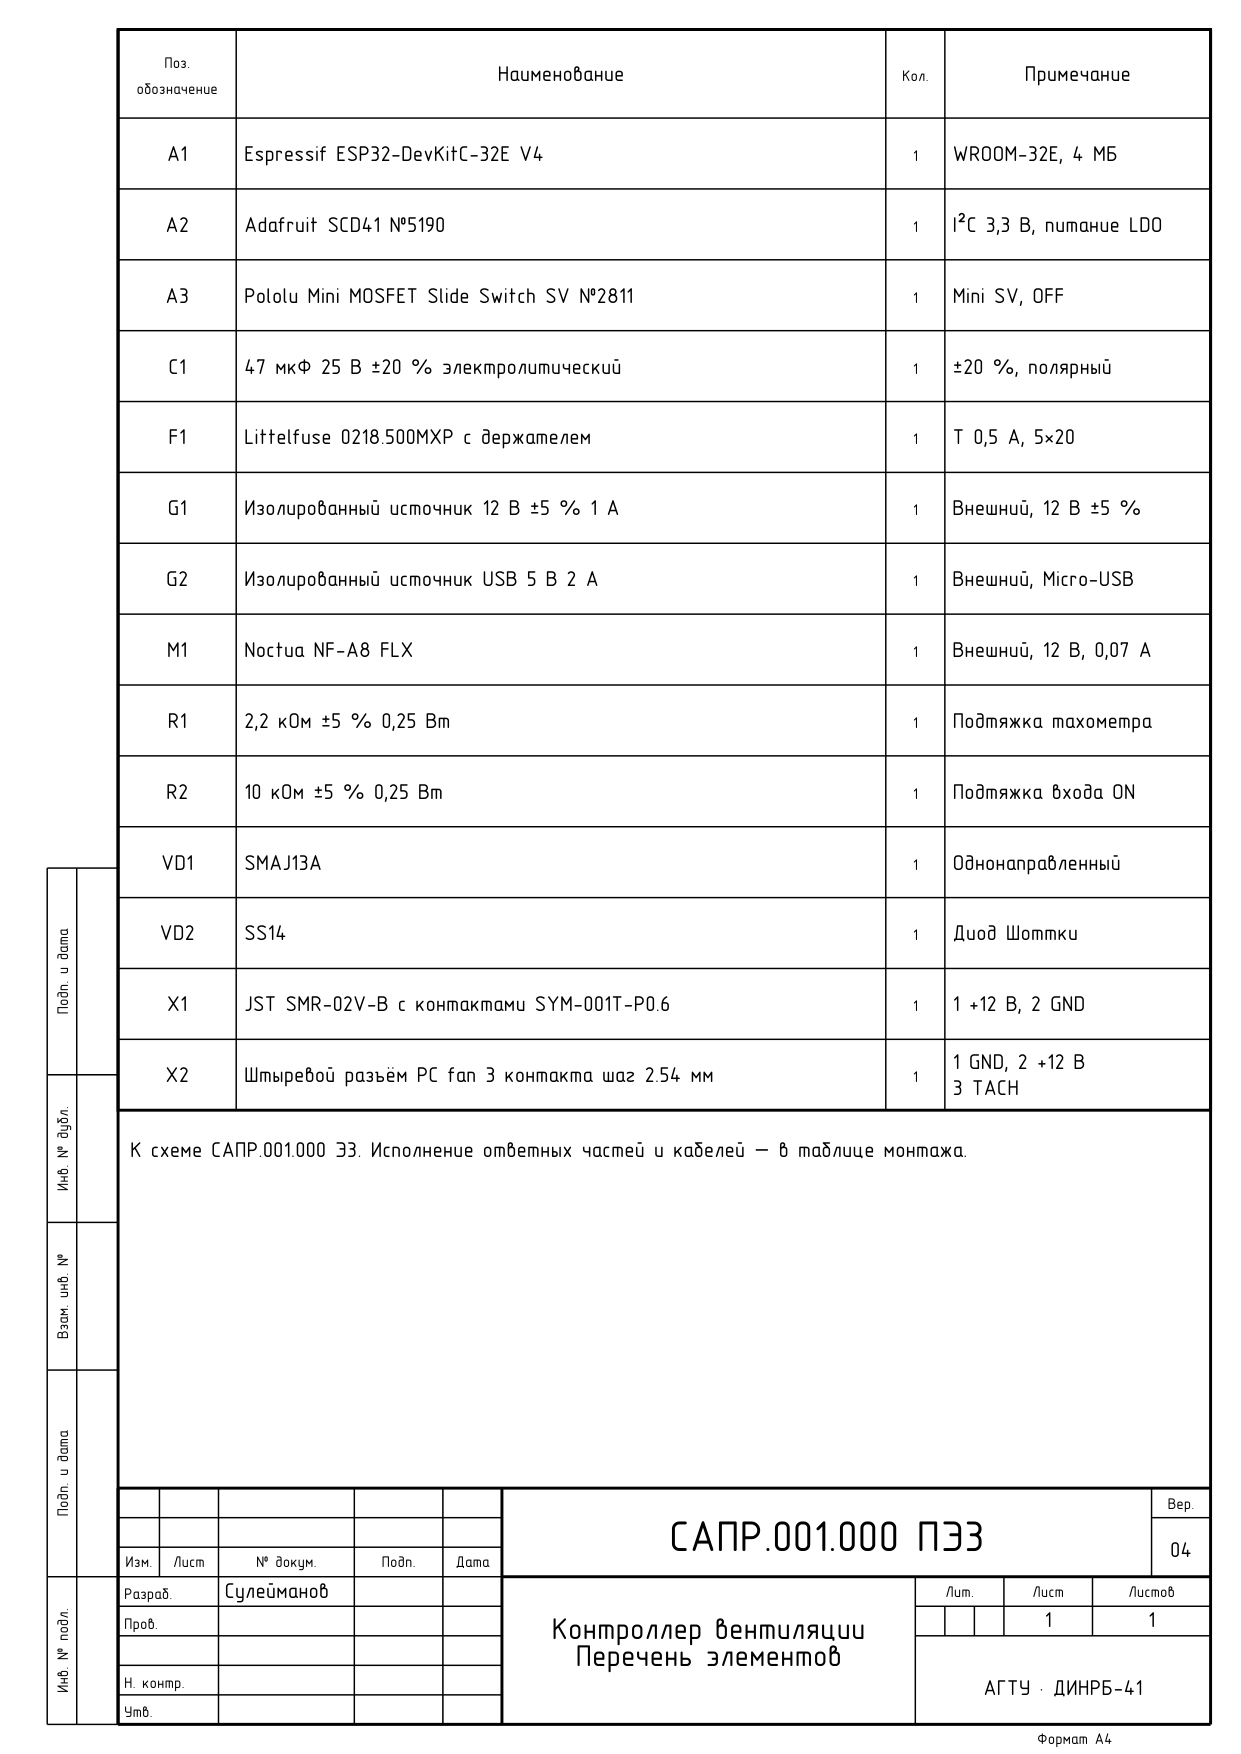 Поз. обозначение Наименование Кол. Примечание
А1 Espressif ESP32-DevKitC-32E V4 1 WROOM-32E, 4 МБ
А2 Adafruit SCD41 №5190 1 I²C 3,3 В, питание LDO
А3 Pololu Mini MOSFET Slide Switch SV №2811 1 Mini SV, OFF
С1 47 мкФ 25 В ±20 % электролитический 1 ±20 %, полярный
F1 Littelfuse 0218.500MXP с держателем 1 Т 0,5 А, 5×20
G1 Изолированный источник 12 В ±5 % 1 А 1 Внешний, 12 В ±5 %
G2 Изолированный источник USB 5 В 2 А 1 Внешний, Micro-USB
М1 Noctua NF-A8 FLX 1 Внешний, 12 В, 0,07 А
R1 2,2 кОм ±5 % 0,25 Вт 1 Подтяжка тахометра
R2 10 кОм ±5 % 0,25 Вт 1 Подтяжка входа ON
VD1 SMAJ13A 1 Однонаправленный
VD2 SS14 1 Диод Шоттки
X1 JST SMR-02V-B с контактами SYM-001T-P0.6 1 1 +12 В, 2 GND
X2 Штыревой разъём PC fan 3 контакта шаг 2.54 мм 1 1 GND, 2 +12 В
3 TACH
К схеме САПР.001.000 ЭЗ. Исполнение ответных частей и кабелей — в таблице монтажа.
Подп. и дата
Инв. № дубл.
Взам. инв. №
Подп. и дата
Инв. № подл.
САПР.001.000 ПЭЗ
Вер.
04
Изм. Лист № докум. Подп. Дата
Разраб. Сулейманов
Пров.
Н. контр.
Утв.
Контроллер вентиляции
Перечень элементов
Лит. Лист Листов
1 1
АГТУ · ДИНРБ-41
Формат А4